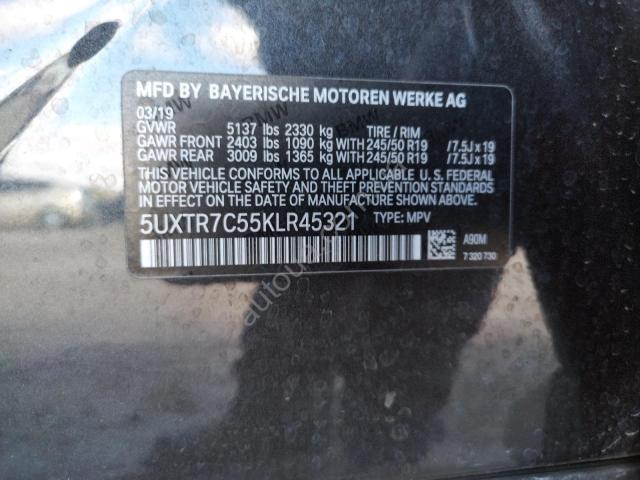 MFD BY BAYERISCHE MOTOREN WERKE AG
03/19
GVWR 5137 lbs 2330 kg TIRE / RIM
GAWR FRONT 2403 lbs 1090 kg WITH 245/50 R19 /7.5J x 19
GAWR REAR 3009 lbs 1365 kg WITH 245/50 R19 /7.5J x 19
THIS VEHICLE CONFORMS TO ALL APPLICABLE U. S. FEDERAL
MOTOR VEHICLE SAFETY AND THEFT PREVENTION STANDARDS
IN EFFECT ON THE DATE OF MANUFACTURE SHOWN ABOVE.
5UXTR7C55KLR45321 TYPE: MPV
A90M
7 320 730